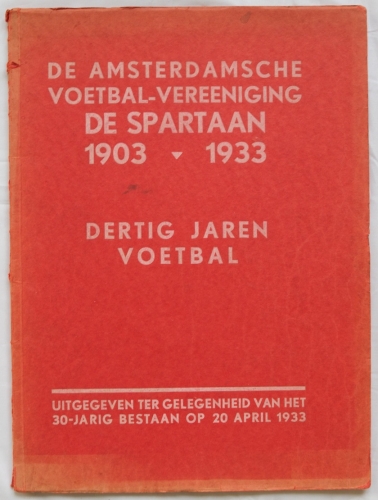 DE AMSTERDAMSCHE
VOETBAL-VEREENIGING
DE SPARTAAN
1903 ▾ 1933
DERTIG JAREN
VOETBAL
UITGEGEVEN TER GELEGENHEID VAN HET
30-JARIG BESTAAN OP 20 APRIL 1933